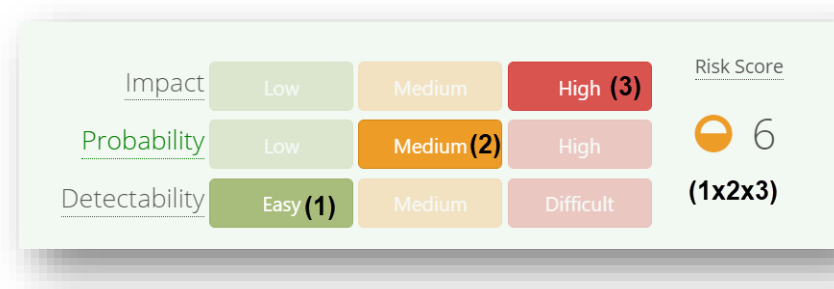 Risk Score
Impact Low Medium High (3)
Probability Low Medium (2) High 6
Detectability Easy (1) Medium Difficult (1x2x3)